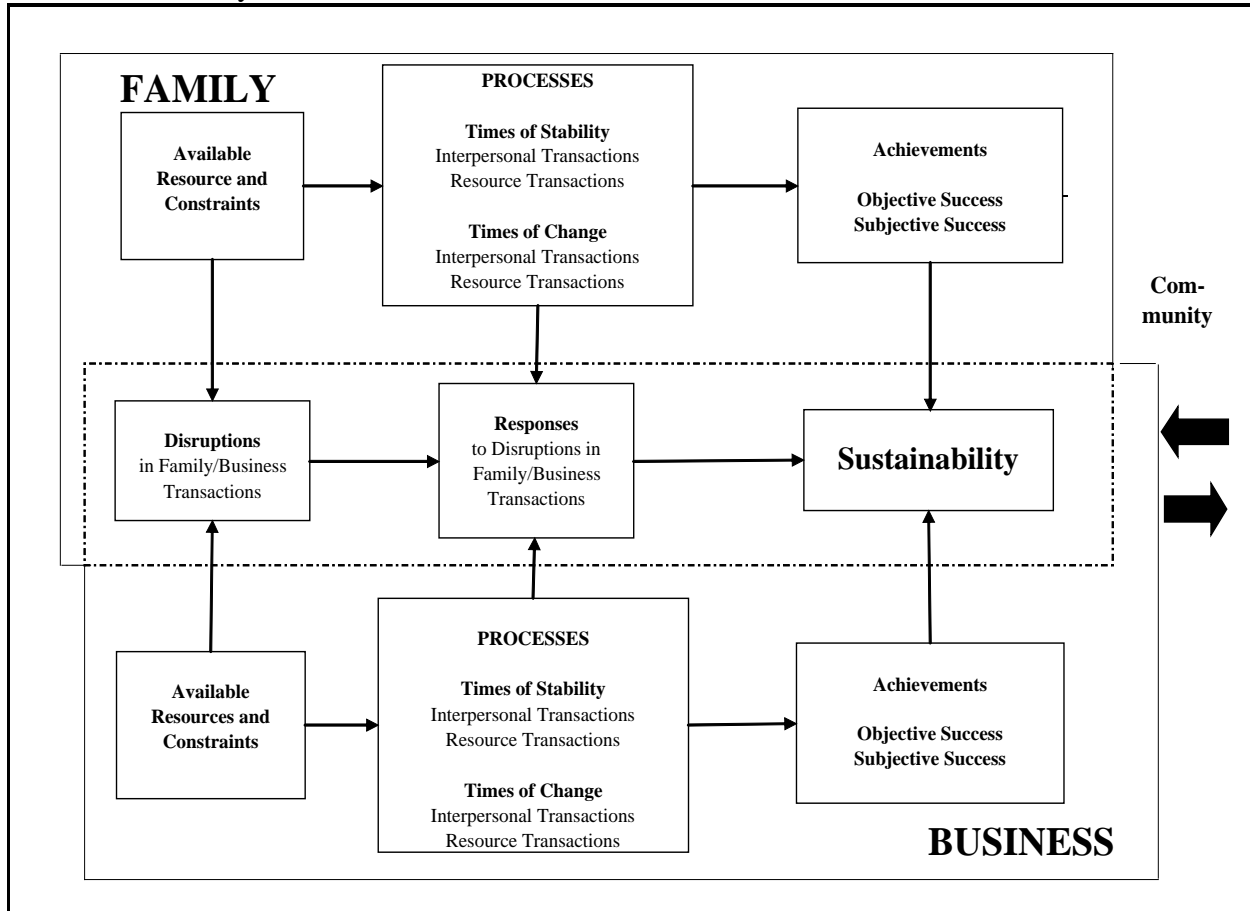 FAMILY
PROCESSES
Times of Stability
Interpersonal Transactions
Resource Transactions
Times of Change
Interpersonal Transactions
Resource Transactions
Available
Resource and
Constraints
Achievements
Objective Success
Subjective Success
Com-
munity
Disruptions
in Family/Business
Transactions
Responses
to Disruptions in
Family/Business
Transactions
Sustainability
Available
Resources and
Constraints
PROCESSES
Times of Stability
Interpersonal Transactions
Resource Transactions
Times of Change
Interpersonal Transactions
Resource Transactions
Achievements
Objective Success
Subjective Success
BUSINESS